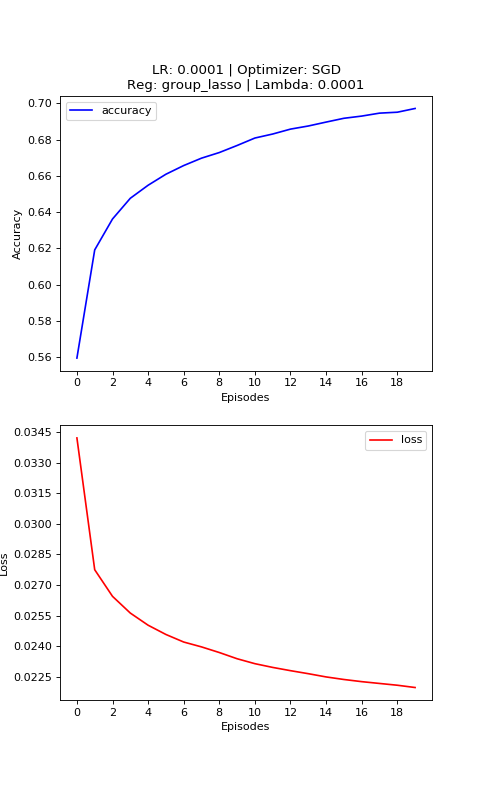 LR: 0.0001 | Optimizer: SGD
Reg: group_lasso | Lambda: 0.0001
accuracy
Accuracy
0.70
0.68
0.66
0.64
0.62
0.60
0.58
0.56
0 2 4 6 8 10 12 14 16 18
Episodes
loss
Loss
0.0345
0.0330
0.0315
0.0300
0.0285
0.0270
0.0255
0.0240
0.0225
0 2 4 6 8 10 12 14 16 18
Episodes